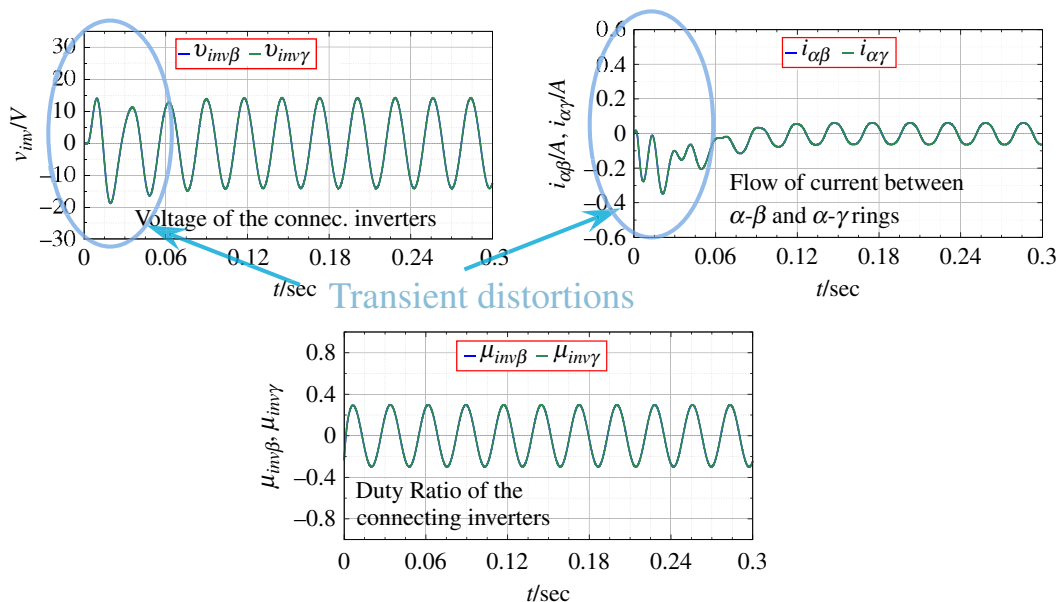 30
20
10
0
–10
–20
–30
v_inv/V
υ_invβ υ_invγ
Voltage of the connec. inverters
0 0.06 0.12 0.18 0.24 0.3
t/sec
0.6
0.4
0.2
0
–0.2
–0.4
–0.6
i_αβ/A, i_αγ/A
i_αβ i_αγ
Flow of current between
α-β and α-γ rings
0 0.06 0.12 0.18 0.24 0.3
t/sec
Transient distortions
0.8
0.4
0
–0.4
–0.8
μ_invβ, μ_invγ
μ_invβ μ_invγ
Duty Ratio of the
connecting inverters
0 0.06 0.12 0.18 0.24 0.3
t/sec